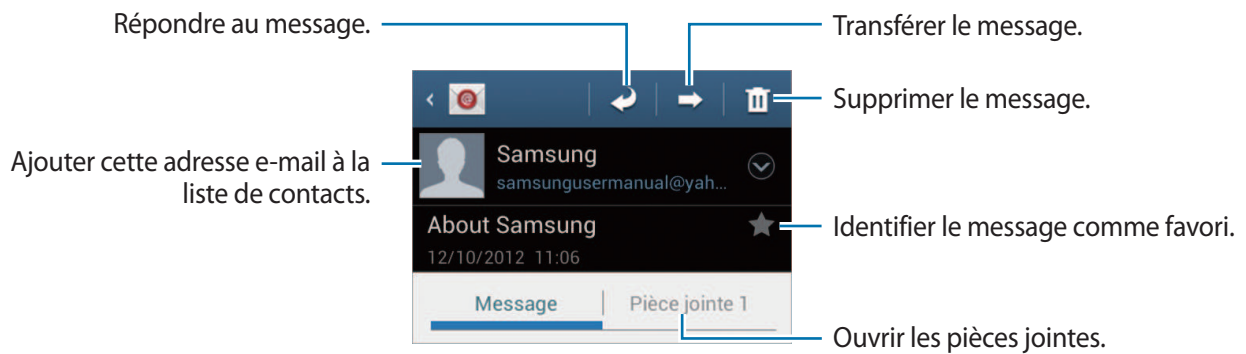 Répondre au message.
Transférer le message.
Supprimer le message.
Ajouter cette adresse e-mail à la
liste de contacts.
Samsung
samsungusermanual@yah...
About Samsung
12/10/2012 11:06
Identifier le message comme favori.
Message
Pièce jointe 1
Ouvrir les pièces jointes.